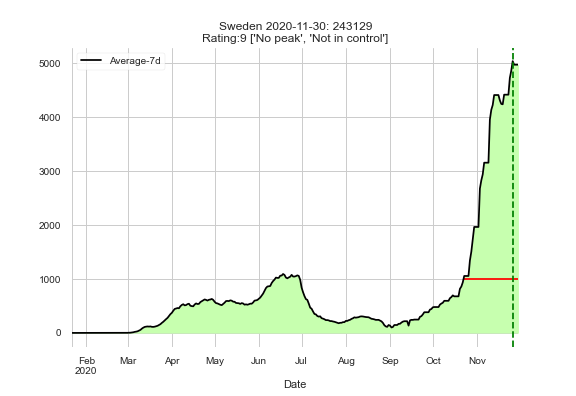 Sweden 2020-11-30: 243129
Rating:9 ['No peak', 'Not in control']
Average-7d
5000
4000
3000
2000
1000
0
Feb Mar Apr May Jun Jul Aug Sep Oct Nov
2020
Date